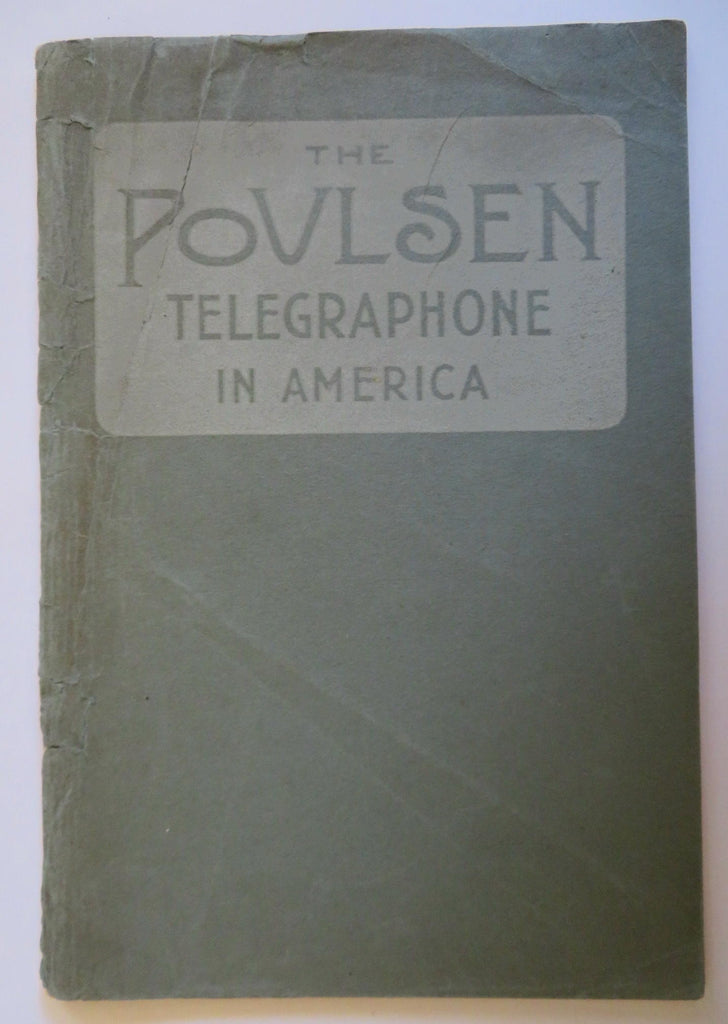 THE
PoVLSEN
TELEGRAPHONE
IN AMERICA